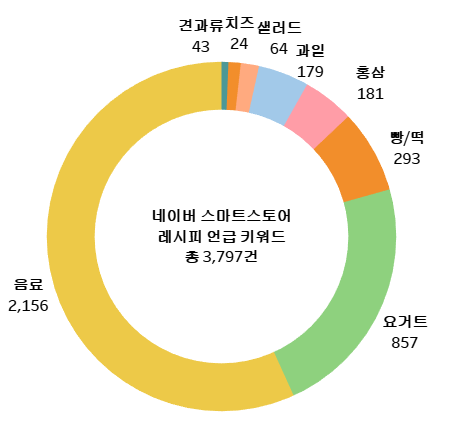 견과류
43
치즈
24
샐러드
64
과일
179
홍삼
181
빵/떡
293
요거트
857
음료
2,156
네이버 스마트스토어
레시피 언급 키워드
총 3,797건